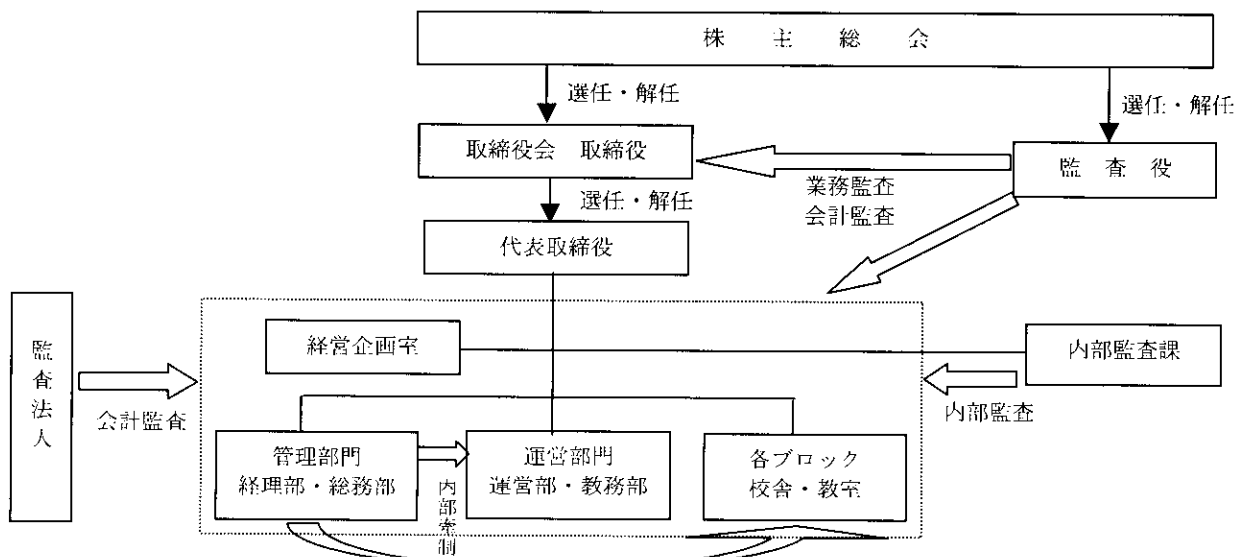 株主総会
選任・解任
選任・解任
取締役会 取締役
監査役
業務監査
会計監査
選任・解任
代表取締役
監査法人
会計監査
経営企画室
内部監査課
内部監査
管理部門
経理部・総務部
内部牽制
運営部門
運営部・教務部
各ブロック
校舎・教室